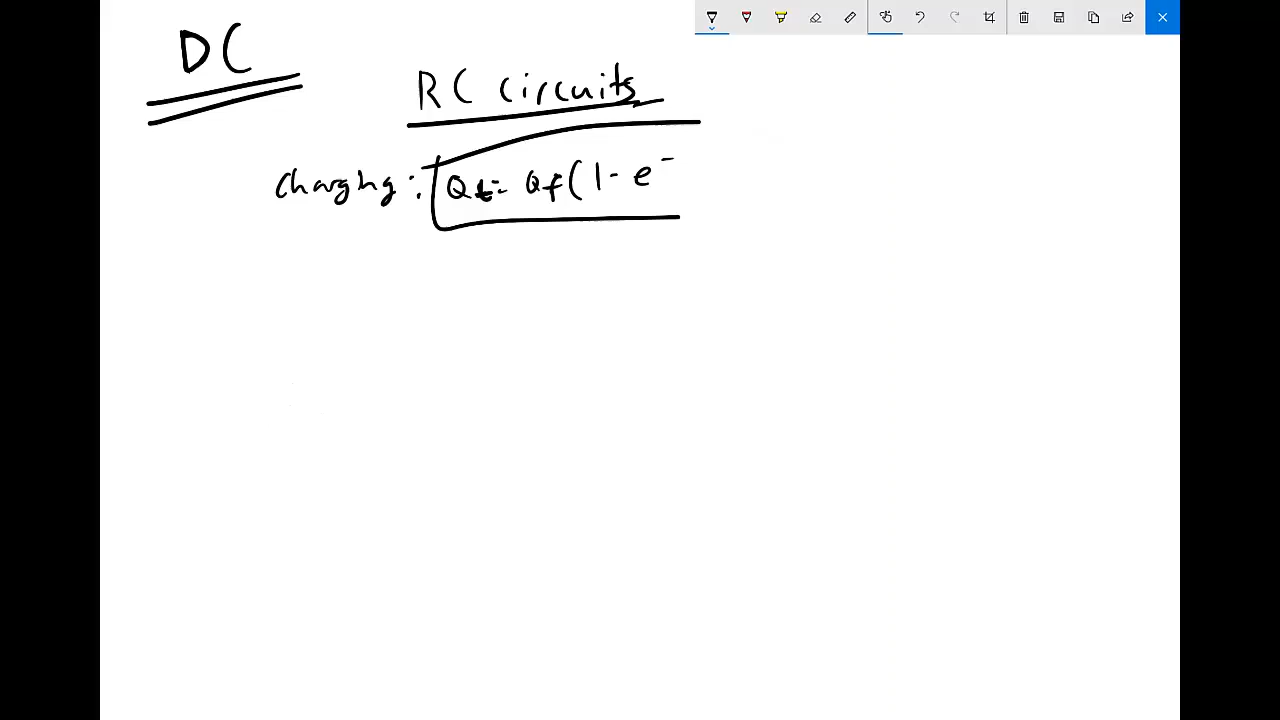 DC
RC circuits
Charging: Qt = Qf(1 - e^-